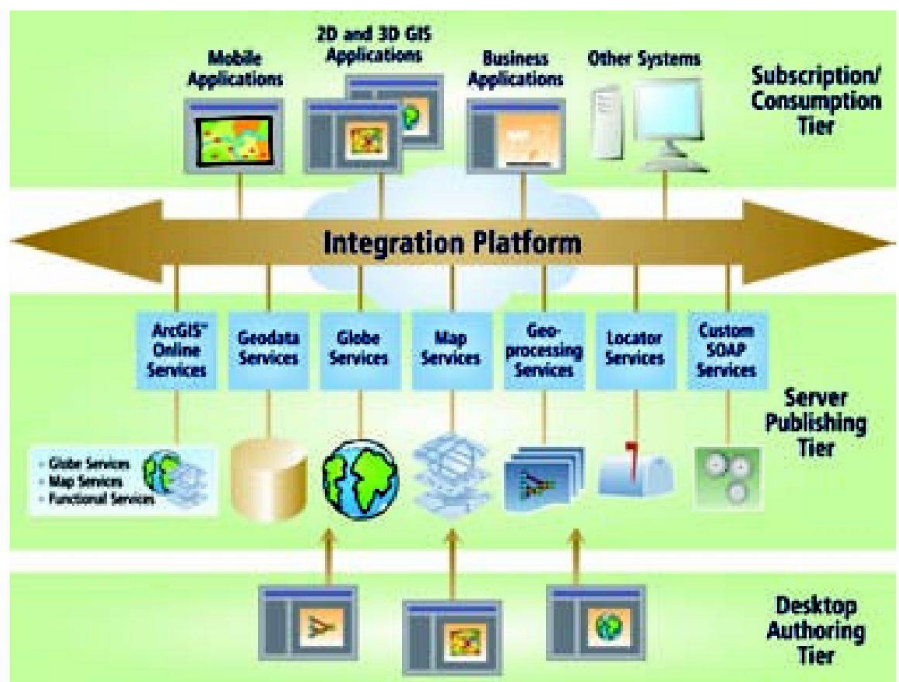 Mobile
Applications
2D and 3D GIS
Applications
Business
Applications
Other Systems
Subscription/
Consumption
Tier
Integration Platform
ArcGIS™
Online
Services
Geodata
Services
Globe
Services
Map
Services
Geo-
processing
Services
Locator
Services
Custom
SOAP
Services
Server
Publishing
Tier
◦ Globe Services
◦ Map Services
◦ Functional Services
Desktop
Authoring
Tier